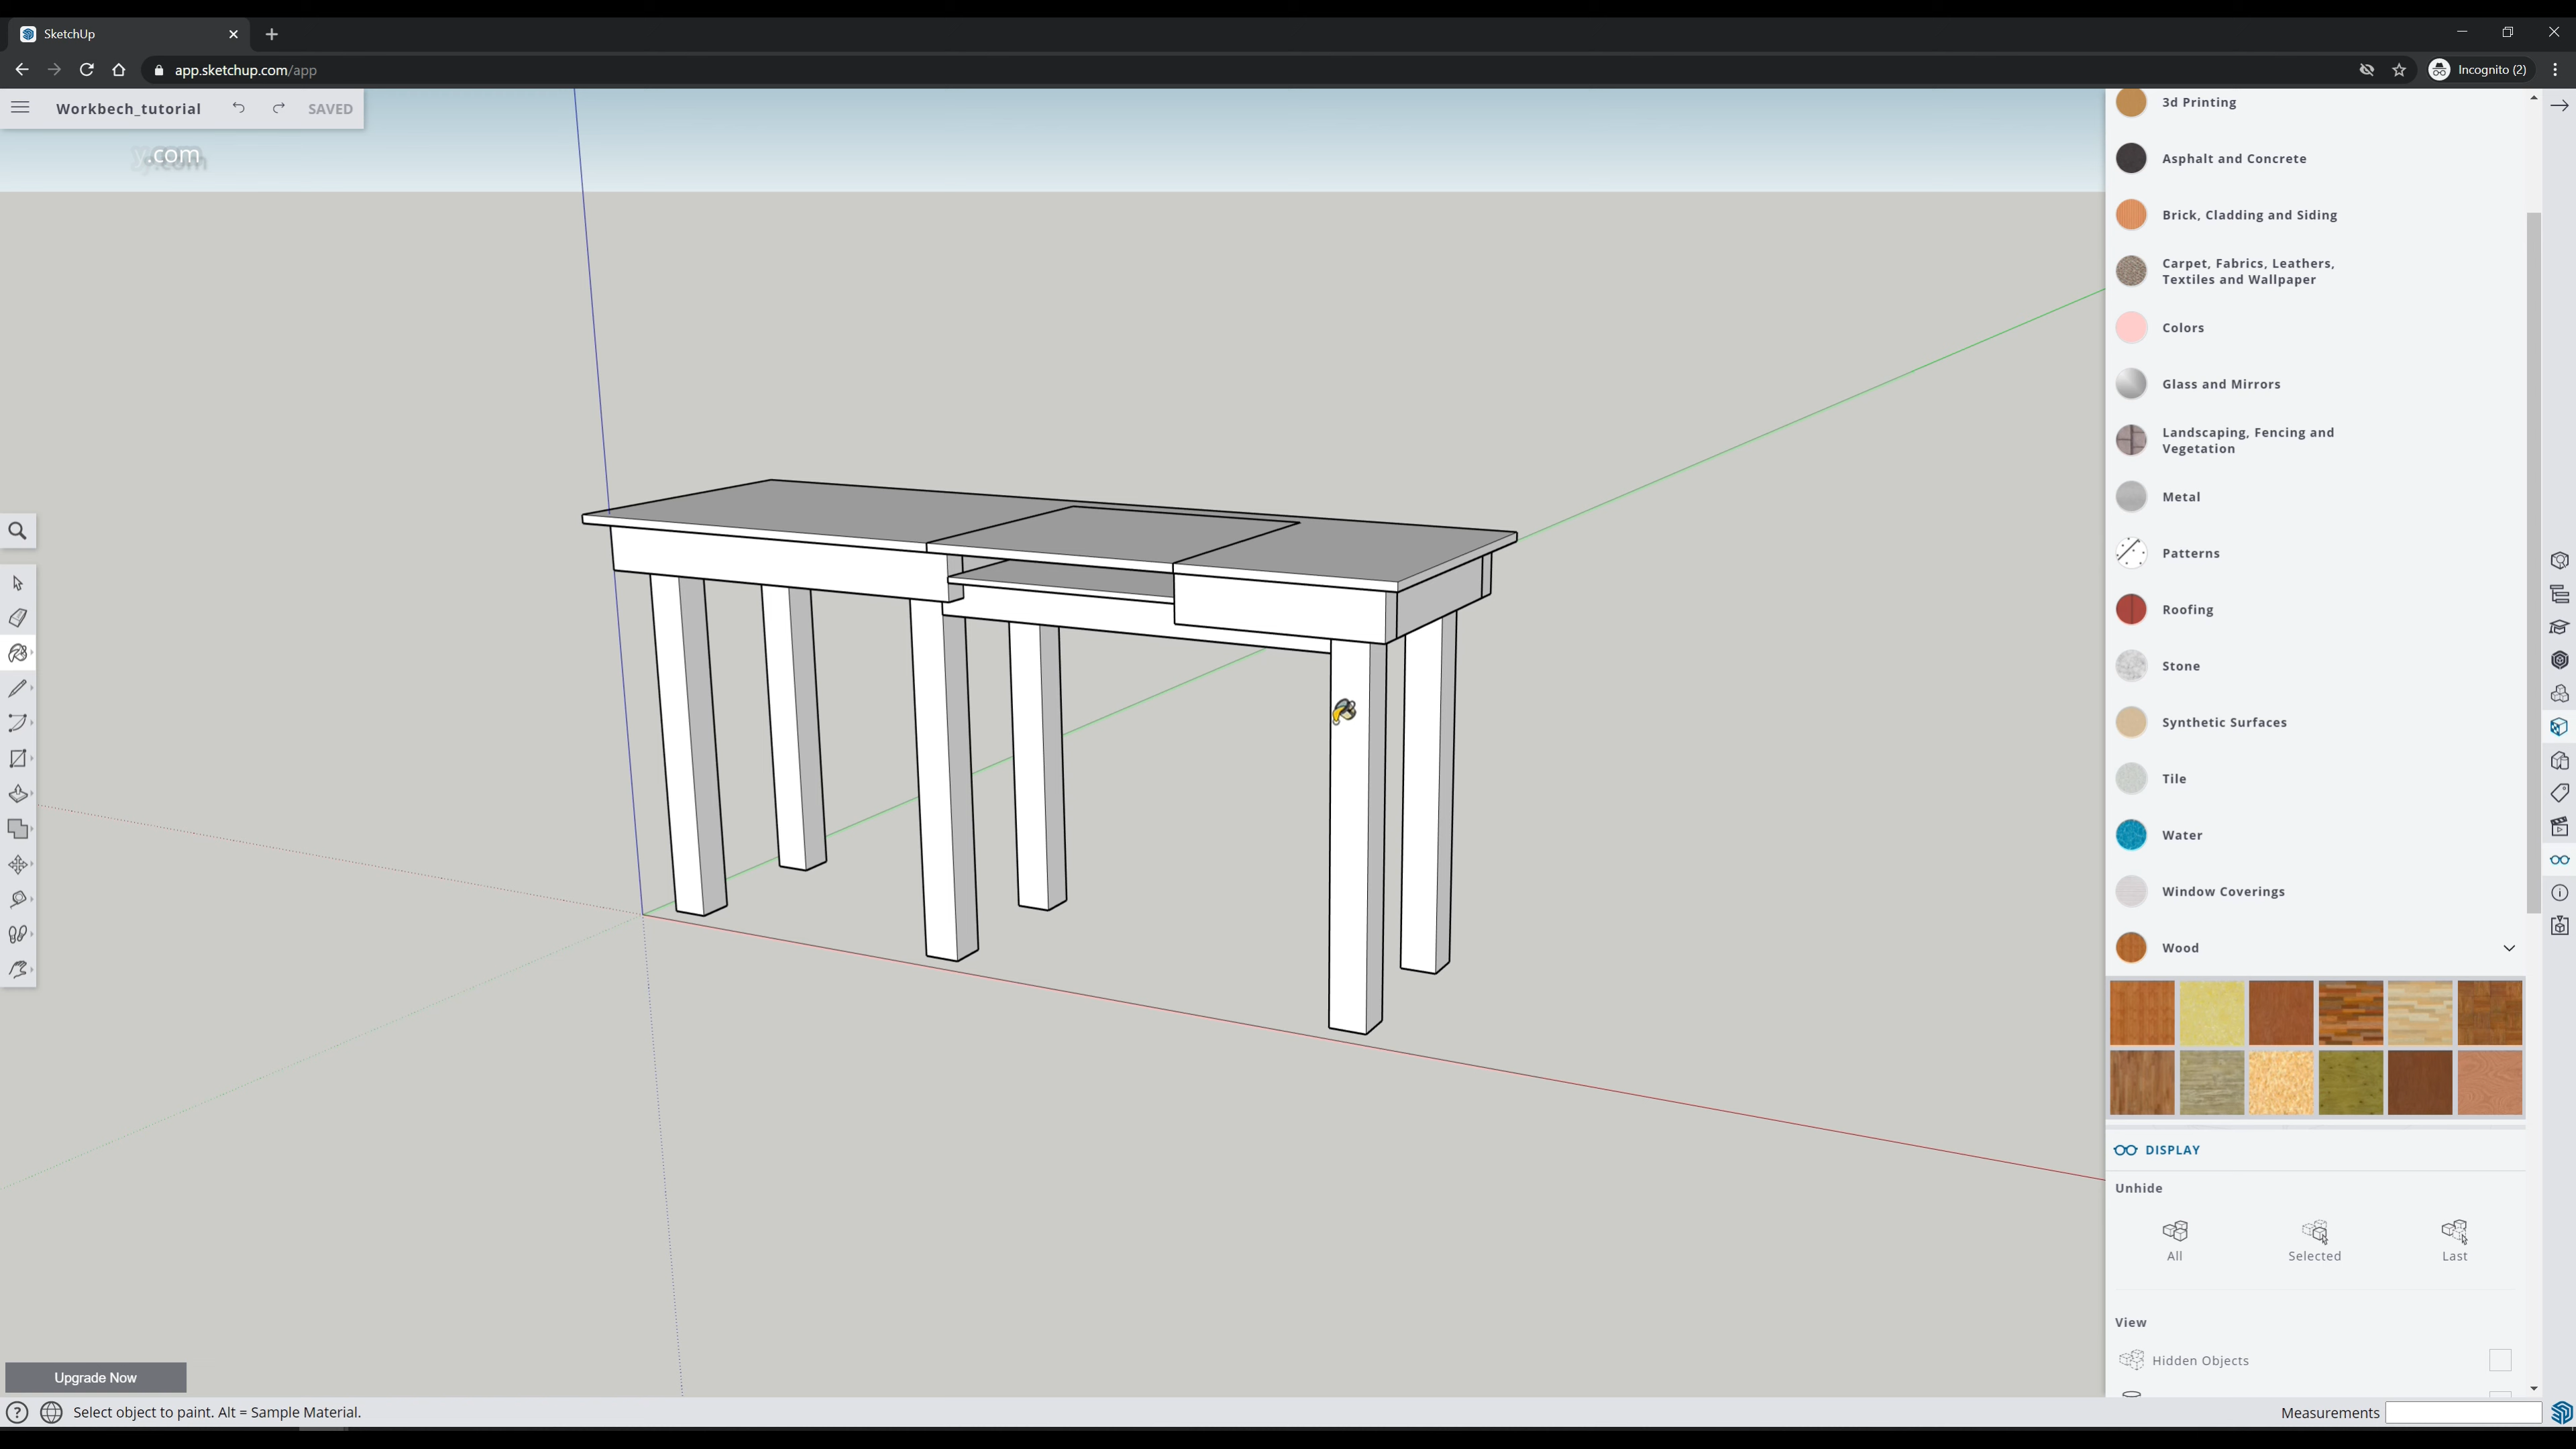 SketchUp
app.sketchup.com/app
Incognito (2)
Workbech_tutorial
SAVED
y.com
3d Printing
Asphalt and Concrete
Brick, Cladding and Siding
Carpet, Fabrics, Leathers,
Textiles and Wallpaper
Colors
Glass and Mirrors
Landscaping, Fencing and
Vegetation
Metal
Patterns
Roofing
Stone
Synthetic Surfaces
Tile
Water
Window Coverings
Wood
DISPLAY
Unhide
All
Selected
Last
View
Hidden Objects
Upgrade Now
Select object to paint. Alt = Sample Material.
Measurements